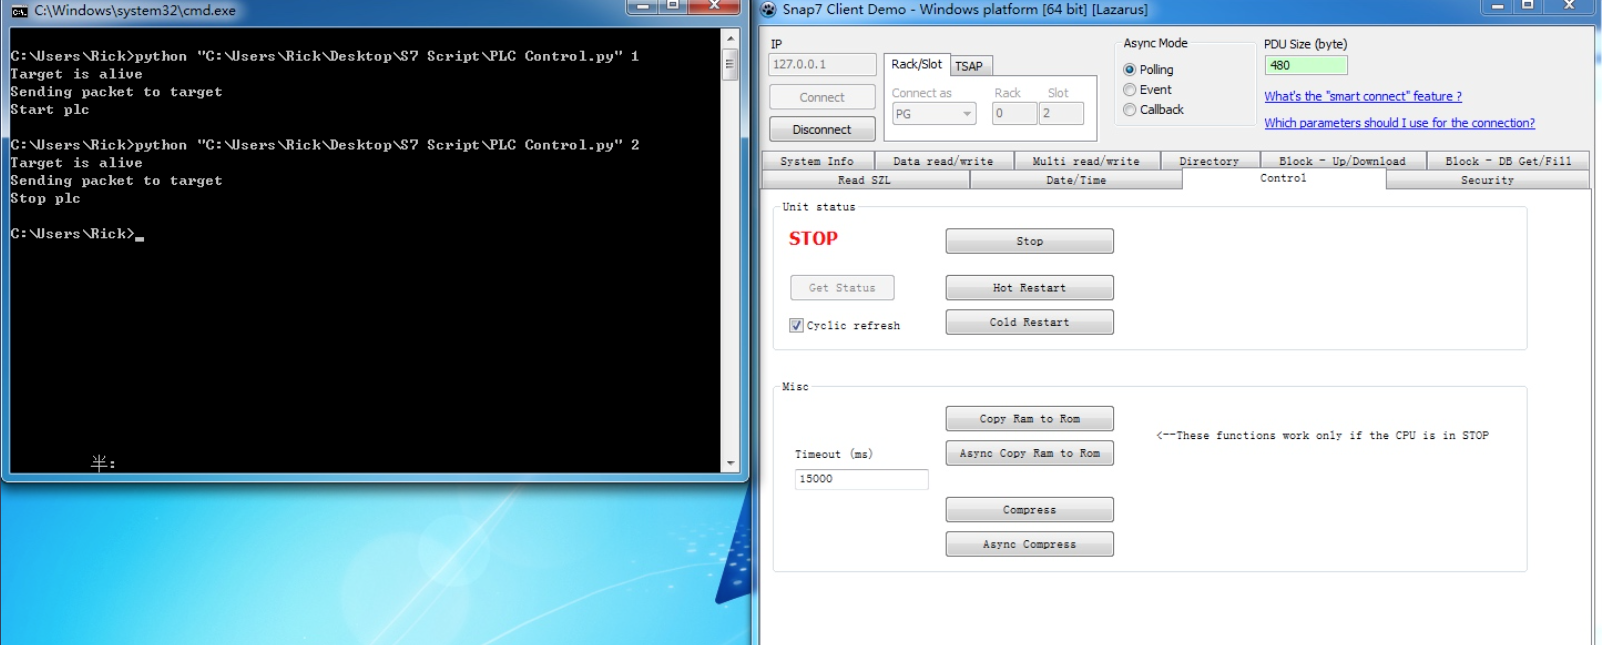 C:\Windows\system32\cmd.exe
C:\Users\Rick>python "C:\Users\Rick\Desktop\S7 Script\PLC Control.py" 1
Target is alive
Sending packet to target
Start plc
C:\Users\Rick>python "C:\Users\Rick\Desktop\S7 Script\PLC Control.py" 2
Target is alive
Sending packet to target
Stop plc
C:\Users\Rick>
半:
Snap7 Client Demo - Windows platform [64 bit] [Lazarus]
IP
127.0.0.1
Connect
Disconnect
Rack/Slot TSAP
Connect as Rack Slot
PG 0 2
Async Mode
Polling
Event
Callback
PDU Size (byte)
480
What's the "smart connect" feature ?
Which parameters should I use for the connection?
System Info Data read/write Multi read/write Directory Block - Up/Download Block - DB Get/Fill
Read SZL Date/Time Control Security
Unit status
STOP Stop
Get Status Hot Restart
Cyclic refresh Cold Restart
Misc
Copy Ram to Rom
<--These functions work only if the CPU is in STOP
Timeout (ms) Async Copy Ram to Rom
15000
Compress
Async Compress